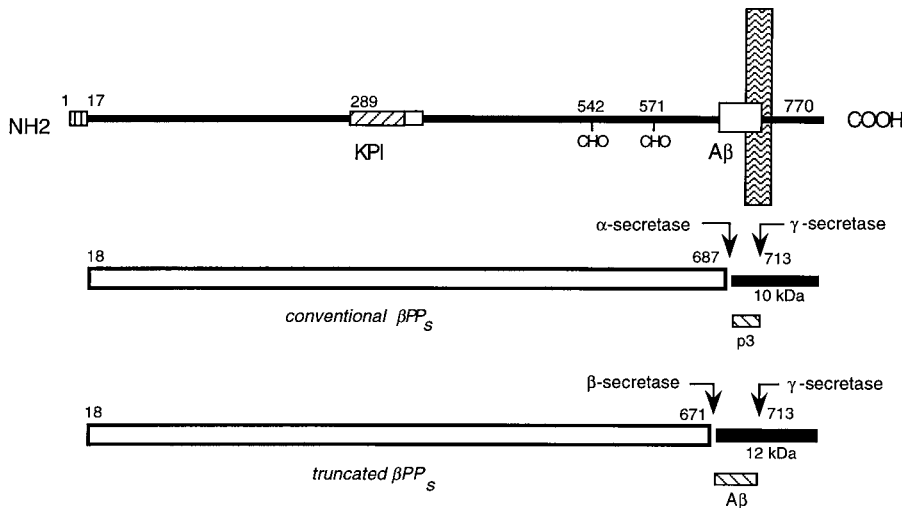 1 17 289 542 571 770
NH2 KPI CHO CHO Aβ COOH
α-secretase γ-secretase
18 687 713
10 kDa
conventional βPPs
p3
β-secretase γ-secretase
18 671 713
12 kDa
truncated βPPs
Aβ